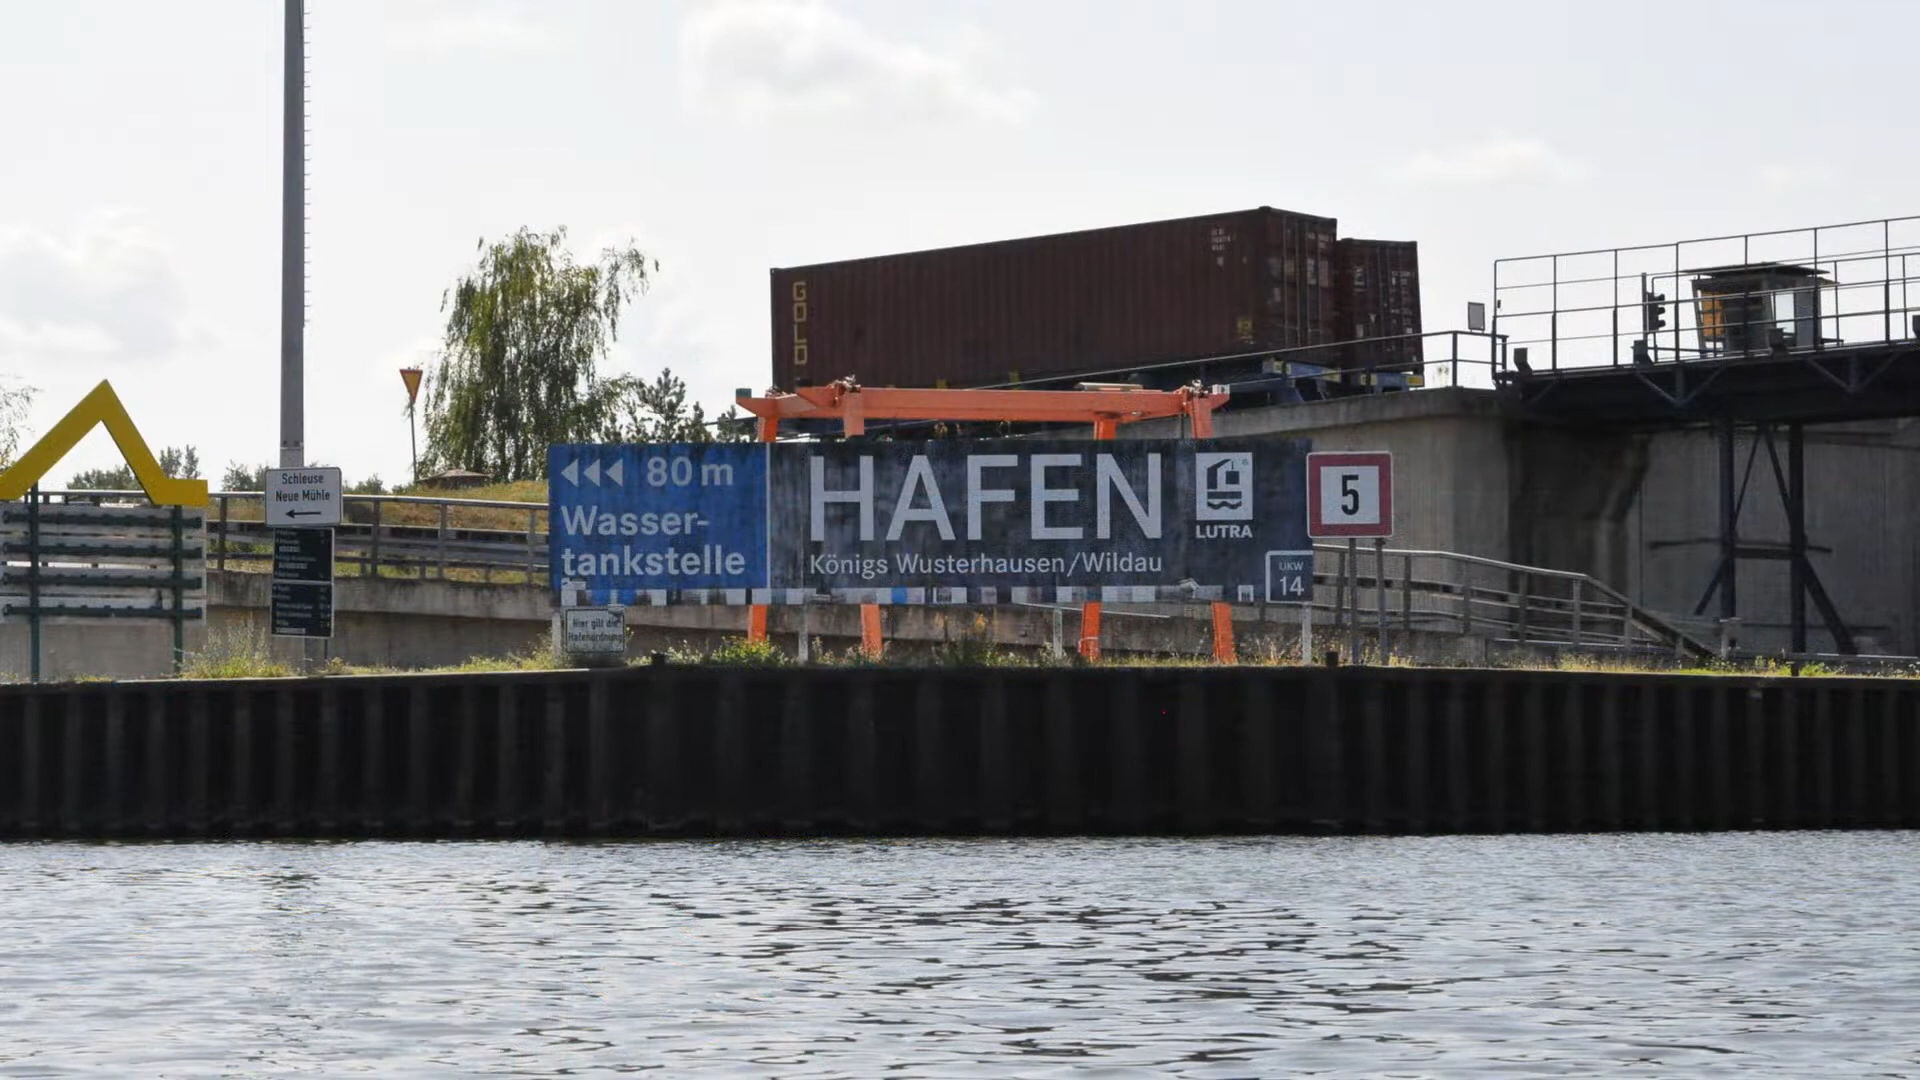 GOLD
Schleuse
Neue Mühle
80 m
Wasser-
tankstelle
HAFEN
Königs Wusterhausen/Wildau
LUTRA
UKW
14
5
Hier gilt die
Hafenordnung